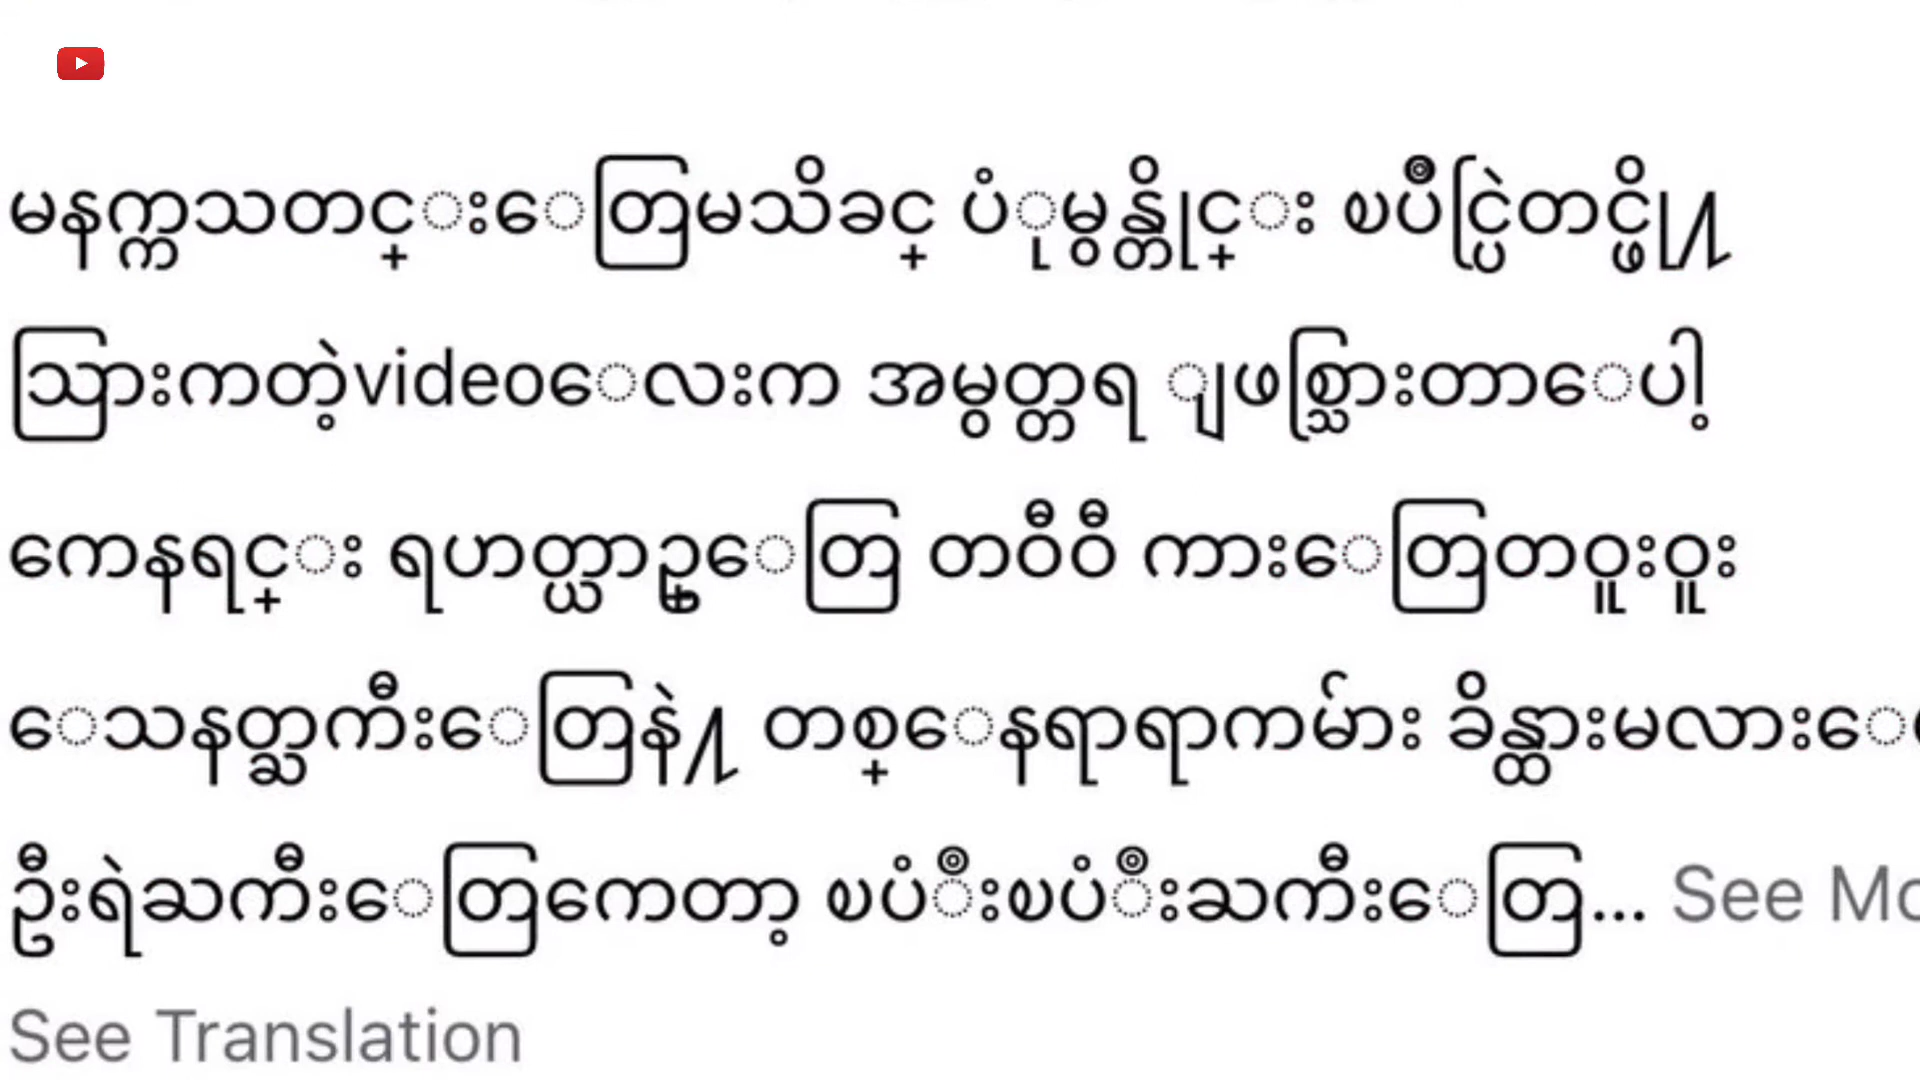 မနက္ကသတင္းေတြမသိခင္ ပံုမွန္တိုင္း ၿပီးပြဲတင္ဖို႔
သြားကတဲ့videoေလးက အမွတ္တရ ျဖစ္သြားတာေပါ့
ကေနရင္း ရဟတ္ယာဥ္ေတြ တဝီဝီ ကားေတြတဝူးဝူး
ေသနတ္ႀကီးေတြနဲ႔ တစ္ေနရာရာကမ်ား ခ်ိန္ထားမလား
ဦးရဲႀကီးေတြကေတာ့ ၿပံဳးၿပံဳးႀကီးေတြ... See
See Translation